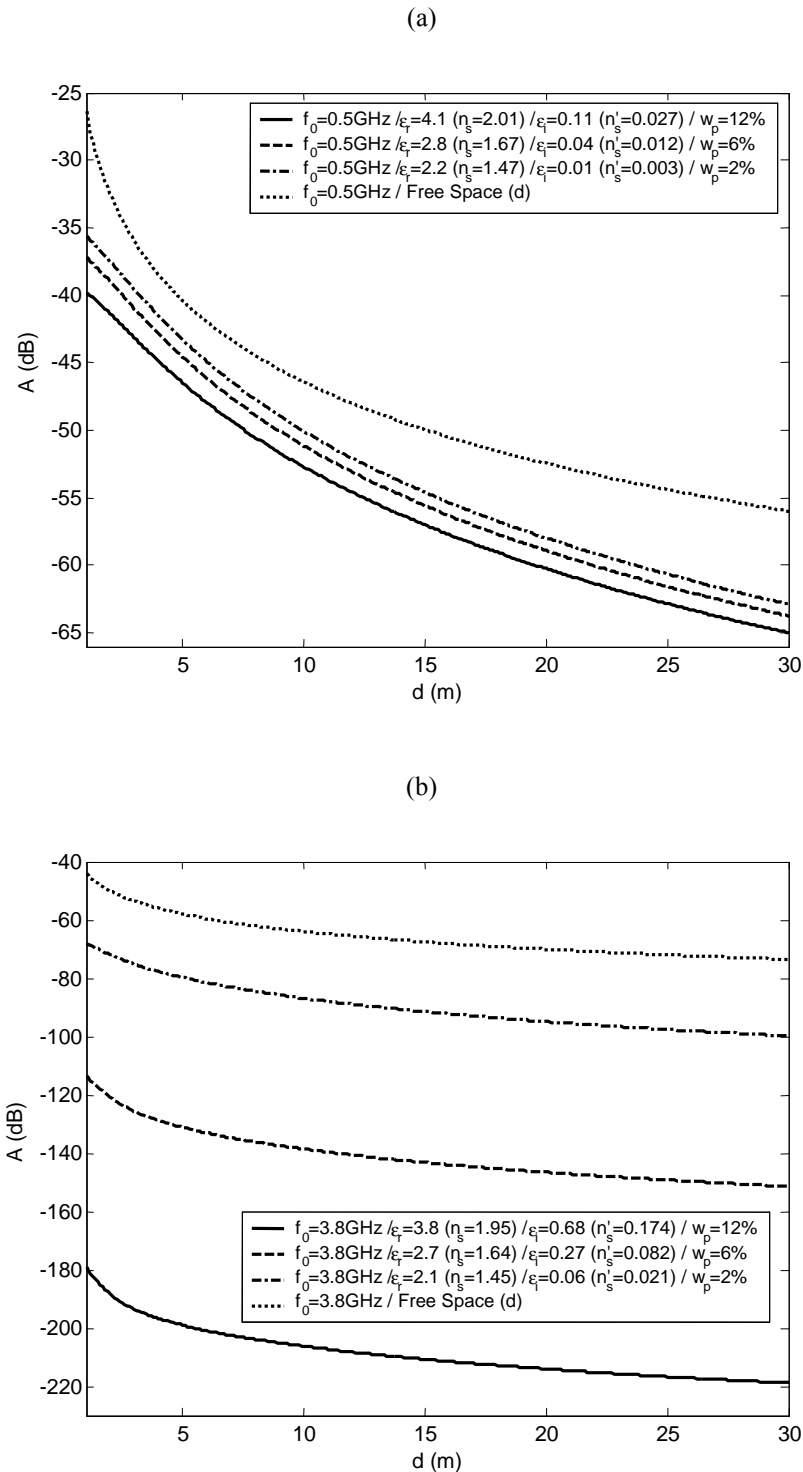 (a)
-25
-30
-35
-40
-45
-50
-55
-60
-65
A (dB)
f₀=0.5GHz /εᵣ=4.1 (nₛ=2.01) /εᵢ=0.11 (n'ₛ=0.027) / wₚ=12%
f₀=0.5GHz /εᵣ=2.8 (nₛ=1.67) /εᵢ=0.04 (n'ₛ=0.012) / wₚ=6%
f₀=0.5GHz /εᵣ=2.2 (nₛ=1.47) /εᵢ=0.01 (n'ₛ=0.003) / wₚ=2%
f₀=0.5GHz / Free Space (d)
5 10 15 20 25 30
d (m)
(b)
-40
-60
-80
-100
-120
-140
-160
-180
-200
-220
A (dB)
f₀=3.8GHz /εᵣ=3.8 (nₛ=1.95) /εᵢ=0.68 (n'ₛ=0.174) / wₚ=12%
f₀=3.8GHz /εᵣ=2.7 (nₛ=1.64) /εᵢ=0.27 (n'ₛ=0.082) / wₚ=6%
f₀=3.8GHz /εᵣ=2.1 (nₛ=1.45) /εᵢ=0.06 (n'ₛ=0.021) / wₚ=2%
f₀=3.8GHz / Free Space (d)
5 10 15 20 25 30
d (m)